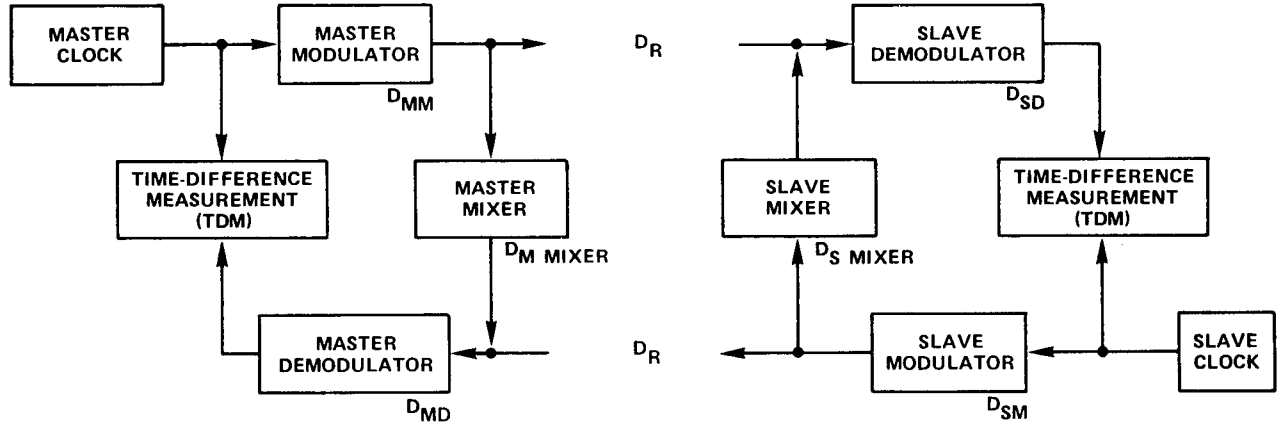 MASTER
CLOCK
MASTER
MODULATOR
D_MM
D_R
SLAVE
DEMODULATOR
D_SD
TIME-DIFFERENCE
MEASUREMENT
(TDM)
MASTER
MIXER
D_M MIXER
SLAVE
MIXER
D_S MIXER
TIME-DIFFERENCE
MEASUREMENT
(TDM)
MASTER
DEMODULATOR
D_MD
D_R
SLAVE
MODULATOR
D_SM
SLAVE
CLOCK